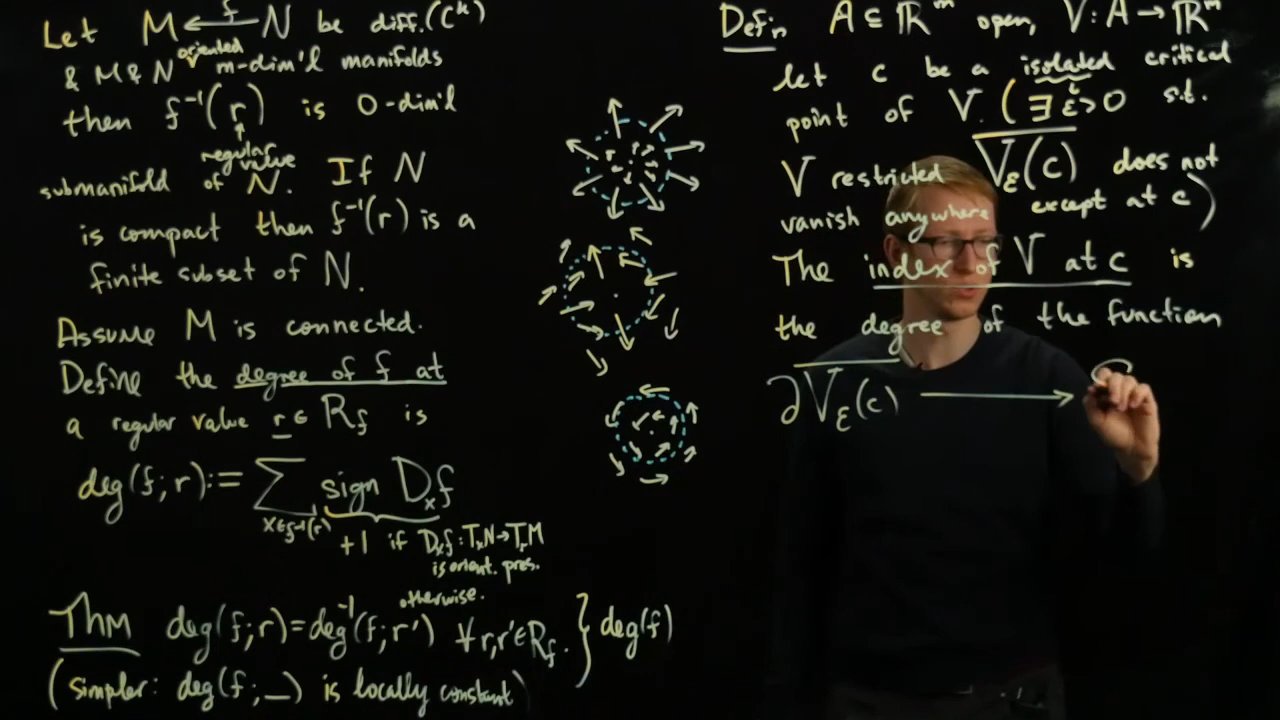 Let M ←f— N be diff. (C^k)
& M & N oriented m-dim'l manifolds
then f⁻¹(r) is 0-dim'l
regular value
submanifold of N. If N
is compact then f⁻¹(r) is a
finite subset of N.
Assume M is connected.
Define the degree of f at
a regular value r ∈ R_f is
deg(f; r) := ∑_{x∈f⁻¹(r)} sign D_x f
+1 if D_x f : T_x N → T_r M
is orient. pres.
-1 otherwise.
Thm deg(f; r) = deg(f; r') ∀ r, r' ∈ R_f. } deg(f)
(simpler: deg(f; _) is locally constant)
Defn A ⊆ ℝ^m open, V : A → ℝ^m
let c be a isolated critical
point of V. (∃ ε > 0 s.t.
V restricted V_ε(c) does not
vanish anywhere except at c)
The index of V at c is
the degree of the function
∂V_ε(c) ⟶